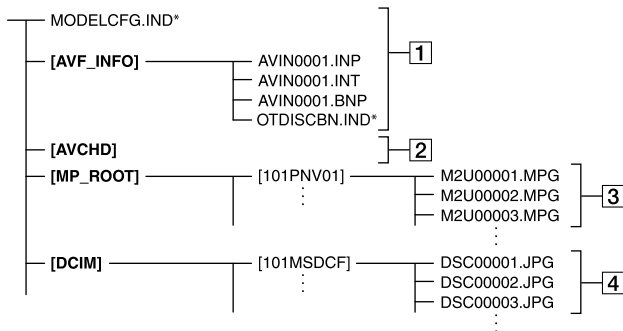 MODELCFG.IND*
[AVF_INFO] AVIN0001.INP
AVIN0001.INT
AVIN0001.BNP
OTDISCBN.IND*
1
[AVCHD]
2
[MP_ROOT] [101PNV01] M2U00001.MPG
M2U00002.MPG
M2U00003.MPG
3
[DCIM] [101MSDCF] DSC00001.JPG
DSC00002.JPG
DSC00003.JPG
4